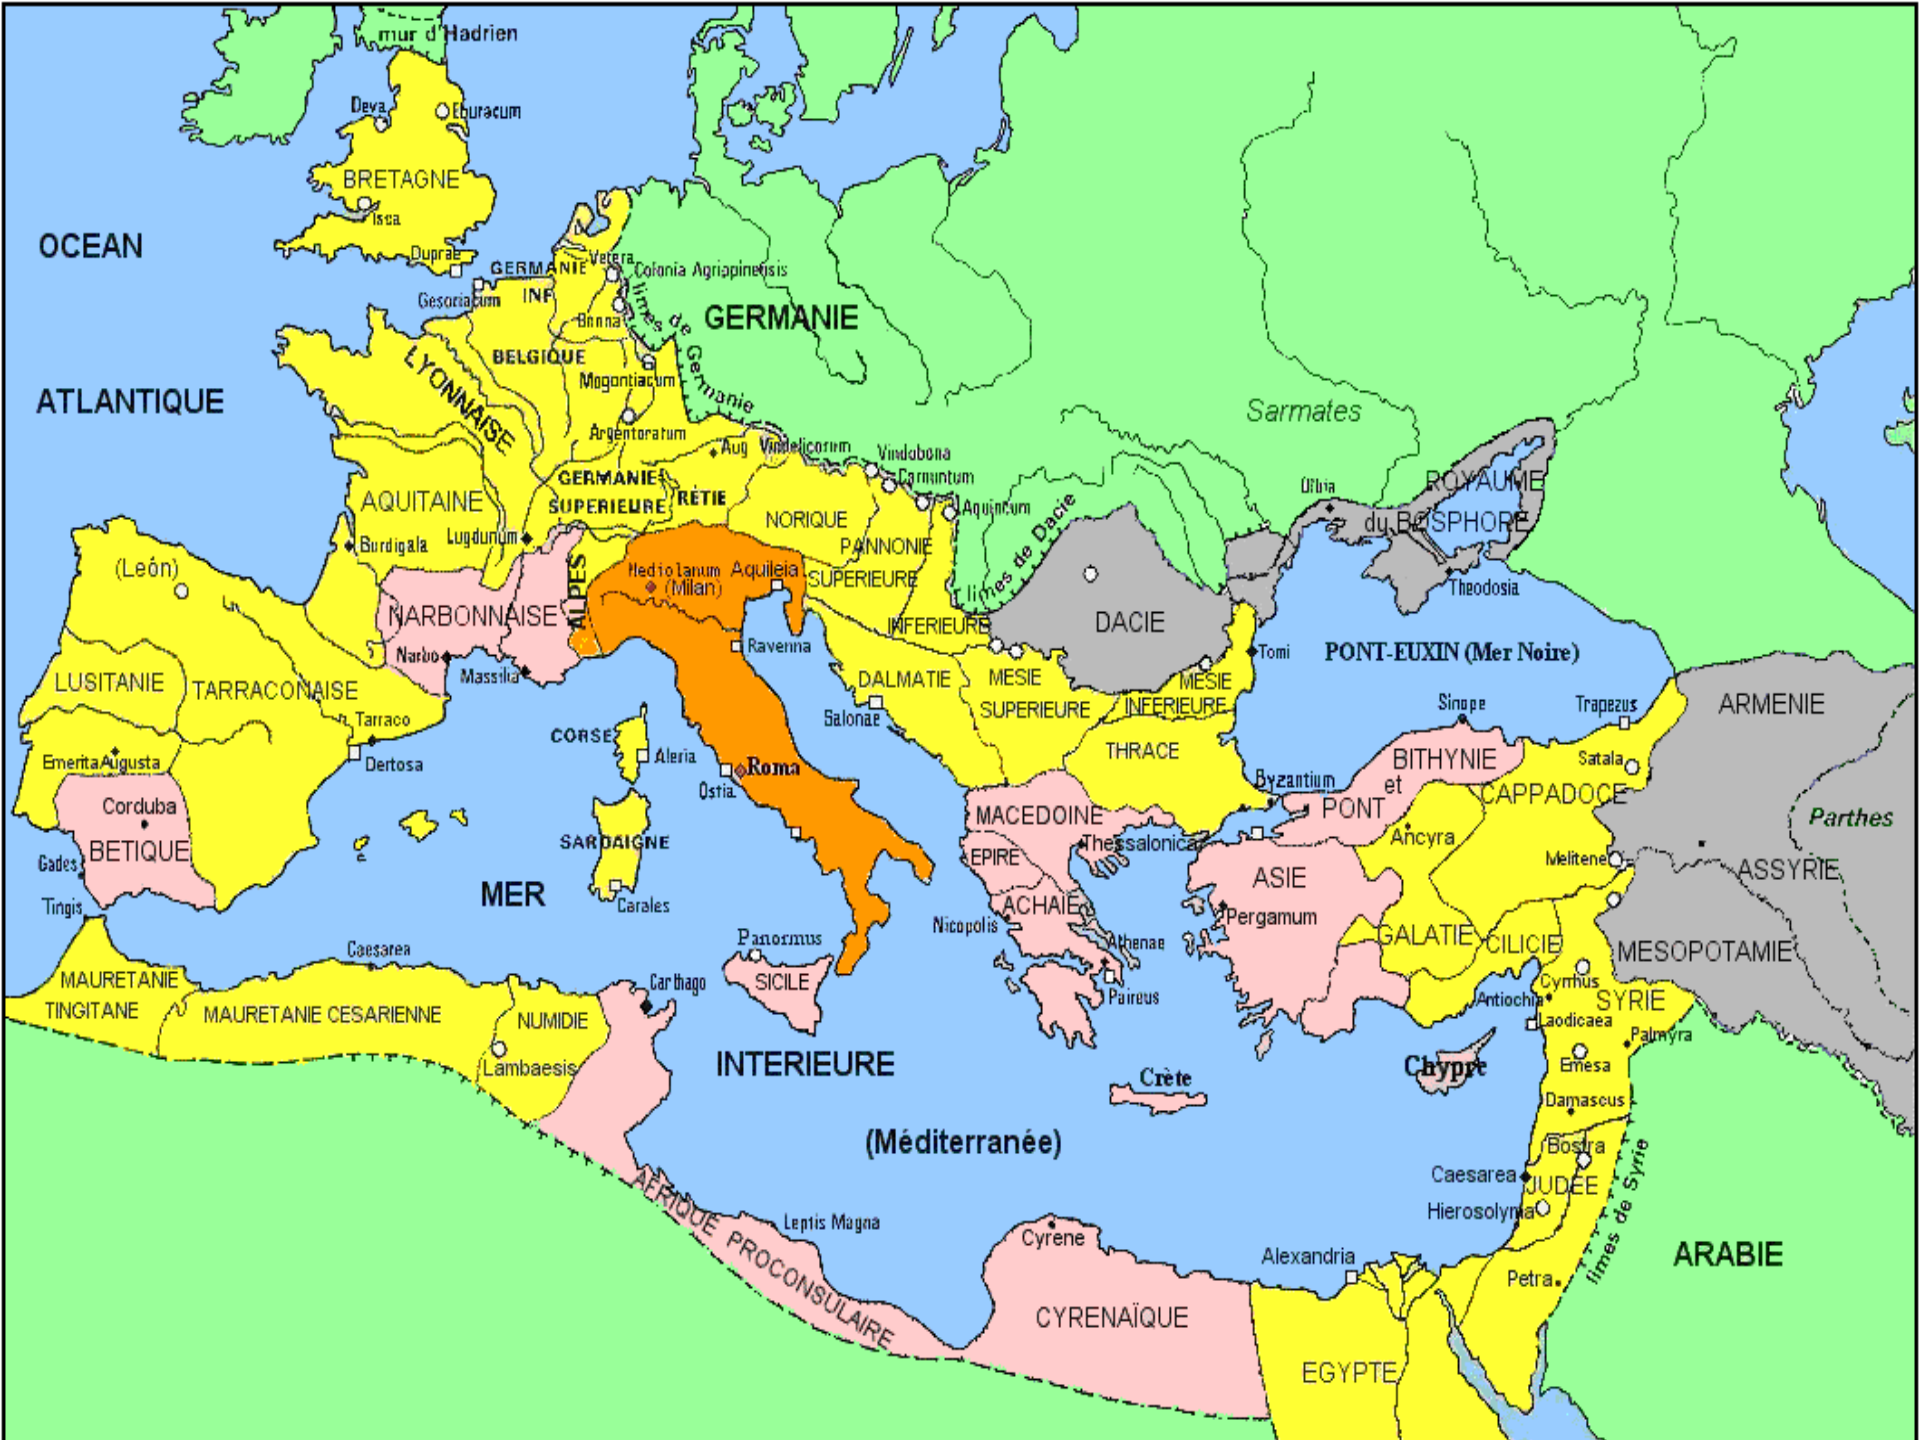 mur d'Hadrien
Deva
Eburacum
BRETAGNE
Isca
OCEAN
Duprae
GERMANIE
INF
Vetera
Colonia Agrippinensis
Gesoriacum
Bonna
limes de Germanie
GERMANIE
BELGIQUE
LYONNAISE
Mogontiacum
ATLANTIQUE
Argentoratum
Sarmates
Aug Vindelicorum
Vindobona
Carnuntum
Aquincum
GERMANIE
SUPERIEURE
RÉTIE
AQUITAINE
NORIQUE
Olbia
ROYAUME
du BOSPHORE
Lugdunum
Burdigala
PANNONIE
SUPERIEURE
INFERIEURE
limes de Dacie
(León)
ALPES
Mediolanum
(Milan)
Aquileia
Theodosia
NARBONNAISE
DACIE
Ravenna
Narbo
Massilia
Tomi
PONT-EUXIN (Mer Noire)
LUSITANIE
TARRACONAISE
DALMATIE
MESIE
SUPERIEURE
MESIE
INFERIEURE
ARMENIE
Salonae
Sinope
Trapezus
Tarraco
CORSE
Aleria
Dertosa
Emerita Augusta
THRACE
BITHYNIE
et
PONT
Satala
Roma
Ostia
Byzantium
CAPPADOCE
Corduba
MACEDOINE
Parthes
Ancyra
BETIQUE
SARDAIGNE
EPIRE
Thessalonica
Melitene
ASSYRIE
Gades
ASIE
MER
Tingis
Carales
ACHAIE
Pergamum
Nicopolis
GALATIE
CILICIE
MESOPOTAMIE
Caesarea
Panormus
Athenae
MAURETANIE
TINGITANE
SICILE
Carthago
Paireus
Cyrrhus
Antiochia
SYRIE
MAURETANIE CESARIENNE
NUMIDIE
Laodicaea
Palmyra
Lambaesis
INTERIEURE
Chypre
Emesa
Crète
Damascus
(Méditerranée)
Bostra
Caesarea
JUDEE
Hierosolyma
limes de Syrie
AFRIQUE PROCONSULAIRE
Leptis Magna
Cyrene
Alexandria
ARABIE
Petra
CYRENAÏQUE
EGYPTE